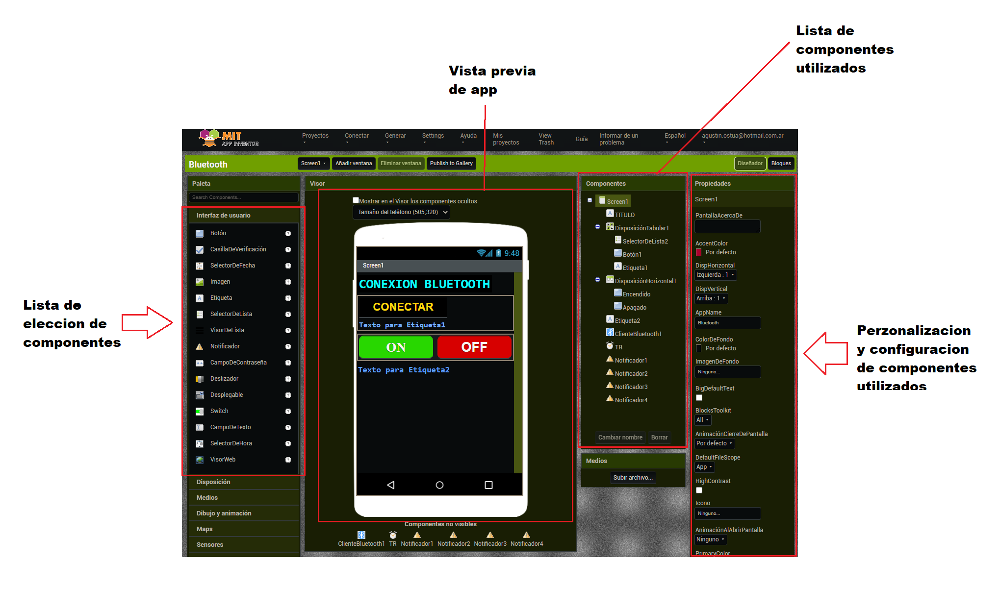 Lista de
componentes
utilizados
Vista previa
de app
MIT
APP INVENTOR
Proyectos
Conectar
Generar
Settings
Ayuda
Mis
proyectos
View
Trash
Guía
Informar de un
problema
Español
agustin.ostua@hotmail.com.ar
Bluetooth
Screen1
Añadir ventana
Eliminar ventana
Publish to Gallery
Diseñador
Bloques
Paleta
Search Components...
Interfaz de usuario
Botón
?
CasillaDeVerificación
?
SelectorDeFecha
?
Imagen
?
Etiqueta
?
SelectorDeLista
?
VisorDeLista
?
Notificador
?
CampoDeContraseña
?
Deslizador
?
Desplegable
?
Switch
?
CampoDeTexto
?
SelectorDeHora
?
VisorWeb
?
Disposición
Medios
Dibujo y animación
Maps
Sensores
Lista de
eleccion de
componentes
Visor
Mostrar en el Visor los componentes ocultos
Tamaño del teléfono (505,320)
9:48
Screen1
CONEXION BLUETOOTH
CONECTAR
Texto para Etiqueta1
ON
OFF
Texto para Etiqueta2
Componentes no visibles
ClienteBluetooth1
TR
Notificador1
Notificador2
Notificador3
Notificador4
Componentes
Screen1
TITULO
DisposiciónTabular1
SelectorDeLista2
Botón1
Etiqueta1
DisposiciónHorizontal1
Encendido
Apagado
Etiqueta2
ClienteBluetooth1
TR
Notificador1
Notificador2
Notificador3
Notificador4
Cambiar nombre
Borrar
Medios
Subir archivo...
Propiedades
Screen1
PantallaAcercaDe
AccentColor
Por defecto
DispHorizontal
Izquierda : 1
DispVertical
Arriba : 1
AppName
Bluetooth
ColorDeFondo
Por defecto
ImagenDeFondo
Ninguno...
BigDefaultText
BlocksToolkit
All
AnimaciónCierreDePantalla
Por defecto
DefaultFileScope
App
HighContrast
Icono
Ninguno...
AnimaciónAlAbrirPantalla
Ninguno
PrimaryColor
Perzonalizacion
y configuracion
de componentes
utilizados